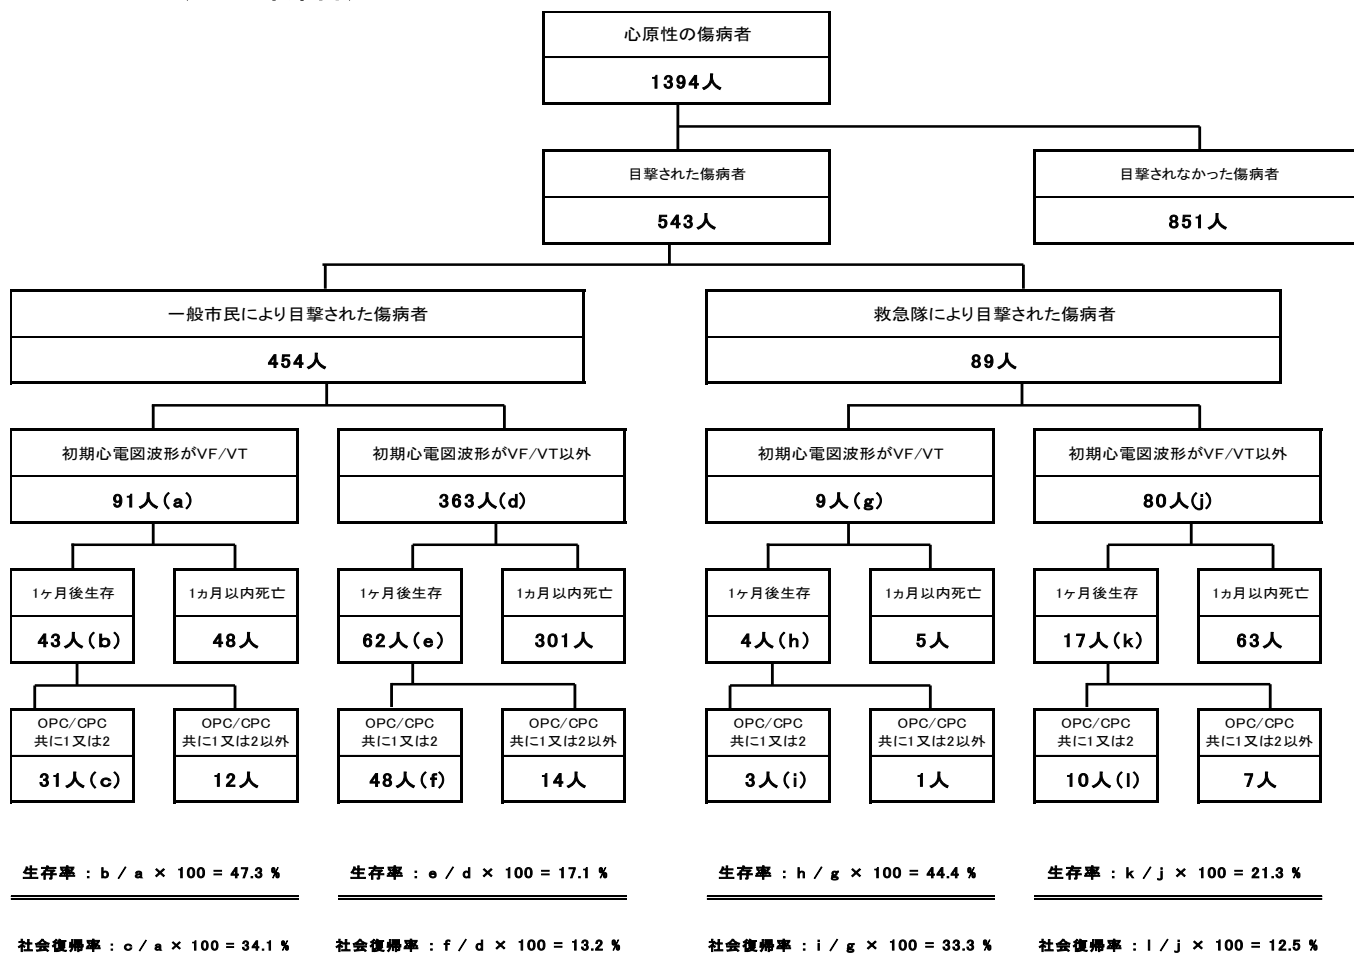 心原性の傷病者
1394人
目撃された傷病者
543人
目撃されなかった傷病者
851人
一般市民により目撃された傷病者
454人
救急隊により目撃された傷病者
89人
初期心電図波形がVF/VT
91人(a)
初期心電図波形がVF/VT以外
363人(d)
初期心電図波形がVF/VT
9人(g)
初期心電図波形がVF/VT以外
80人(j)
1ヶ月後生存
43人(b)
1ヵ月以内死亡
48人
1ヶ月後生存
62人(e)
1ヵ月以内死亡
301人
1ヶ月後生存
4人(h)
1ヵ月以内死亡
5人
1ヶ月後生存
17人(k)
1ヵ月以内死亡
63人
OPC/CPC
共に1又は2
31人(c)
OPC/CPC
共に1又は2以外
12人
OPC/CPC
共に1又は2
48人(f)
OPC/CPC
共に1又は2以外
14人
OPC/CPC
共に1又は2
3人(i)
OPC/CPC
共に1又は2以外
1人
OPC/CPC
共に1又は2
10人(l)
OPC/CPC
共に1又は2以外
7人
生存率 : b / a × 100 = 47.3 %
生存率 : e / d × 100 = 17.1 %
生存率 : h / g × 100 = 44.4 %
生存率 : k / j × 100 = 21.3 %
社会復帰率 : c / a × 100 = 34.1 %
社会復帰率 : f / d × 100 = 13.2 %
社会復帰率 : i / g × 100 = 33.3 %
社会復帰率 : l / j × 100 = 12.5 %